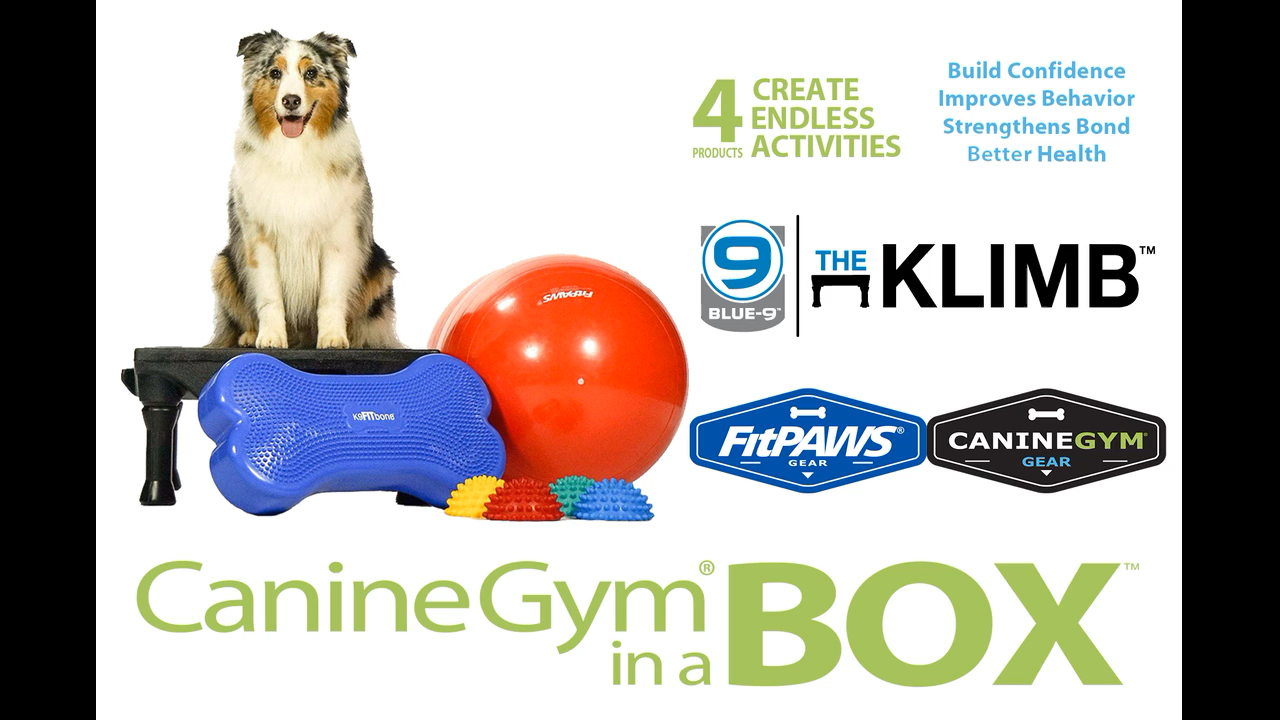 4
PRODUCTS
CREATE
ENDLESS
ACTIVITIES
Build Confidence
Improves Behavior
Strengthens Bond
Better Health
9
BLUE-9™
THE
KLIMB™
FitPAWS
K9FITbone
FitPAWS®
GEAR
CANINEGYM®
GEAR
CanineGym®
in a
BOX™